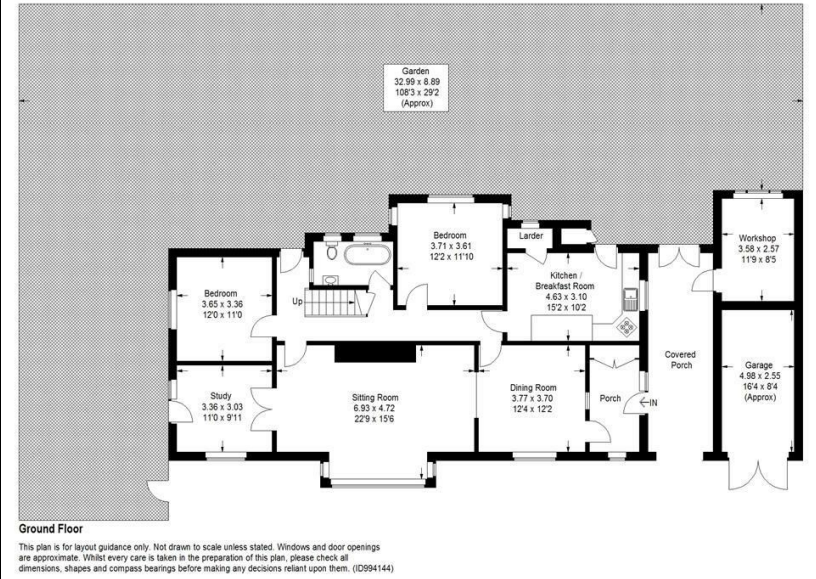 Garden
32.99 x 8.89
108'3 x 29'2
(Approx)
Bedroom
3.71 x 3.61
12'2 x 11'10
Larder
Workshop
3.58 x 2.57
11'9 x 8'5
Kitchen /
Breakfast Room
4.63 x 3.10
15'2 x 10'2
Bedroom
3.65 x 3.36
12'0 x 11'0
Up
Covered
Porch
Garage
4.98 x 2.55
16'4 x 8'4
(Approx)
Study
3.36 x 3.03
11'0 x 9'11
Sitting Room
6.93 x 4.72
22'9 x 15'6
Dining Room
3.77 x 3.70
12'4 x 12'2
Porch
IN
Ground Floor
This plan is for layout guidance only. Not drawn to scale unless stated. Windows and door openings
are approximate. Whilst every care is taken in the preparation of this plan, please check all
dimensions, shapes and compass bearings before making any decisions reliant upon them. (ID994144)